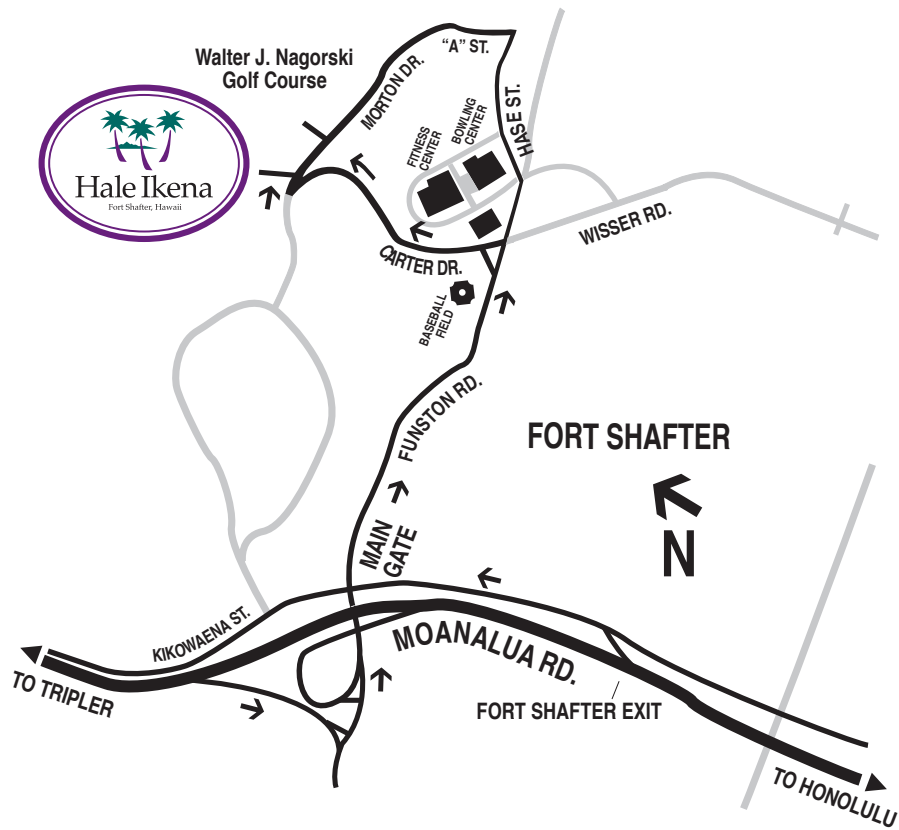 "A" ST.
Walter J. Nagorski
Golf Course
MORTON DR.
HASE ST.
FITNESS
CENTER
BOWLING
CENTER
Hale Ikena
Fort Shafter, Hawaii
WISSER RD.
CARTER DR.
BASEBALL
FIELD
FUNSTON RD.
FORT SHAFTER
N
MAIN
GATE
KIKOWAENA ST.
MOANALUA RD.
TO TRIPLER
FORT SHAFTER EXIT
TO HONOLULU